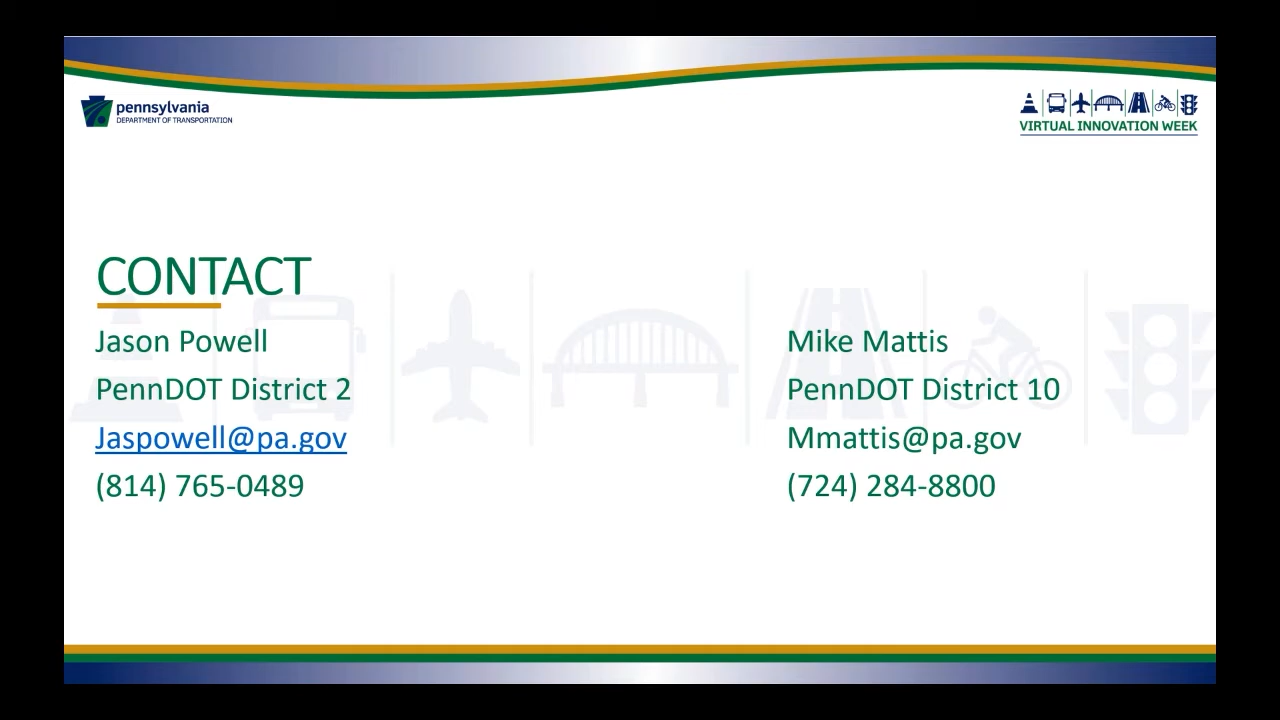 pennsylvania
DEPARTMENT OF TRANSPORTATION
VIRTUAL INNOVATION WEEK
CONTACT
Jason Powell
PennDOT District 2
Jaspowell@pa.gov
(814) 765-0489
Mike Mattis
PennDOT District 10
Mmattis@pa.gov
(724) 284-8800